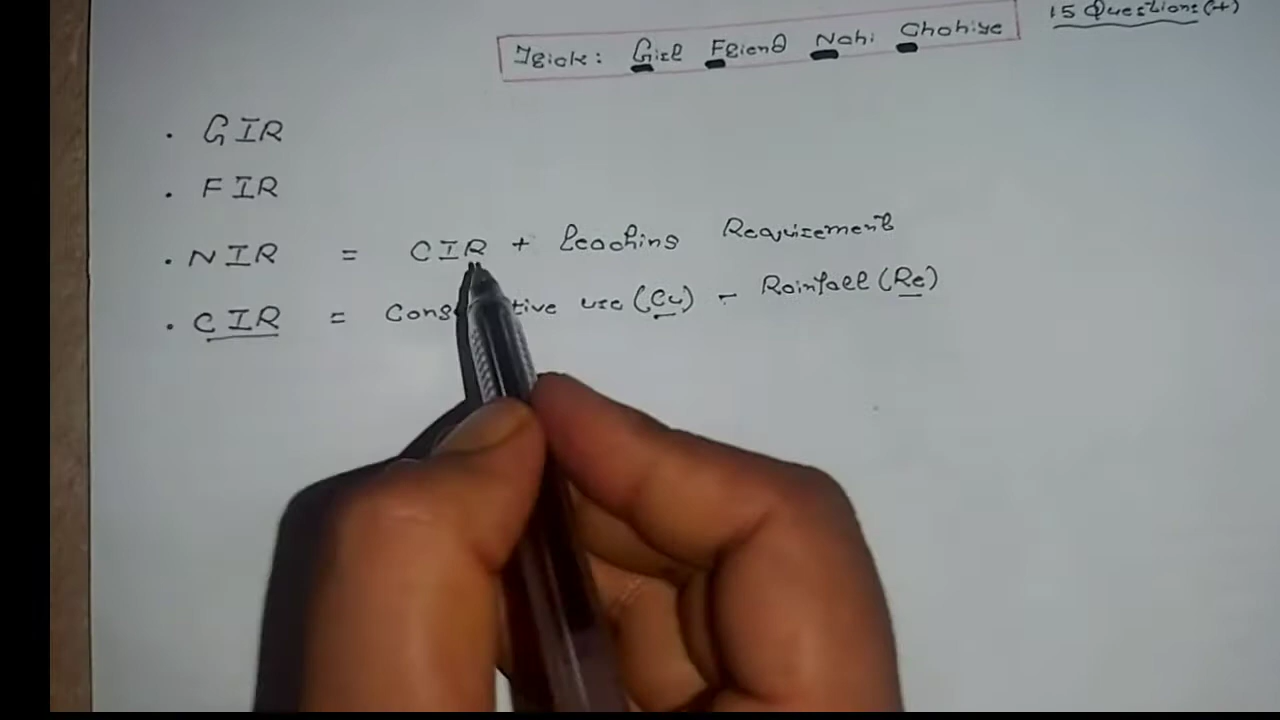 15 Questions(+)
Trick: Girl Friend Nahi Chahiye
. GIR
. FIR
. NIR = CIR + Leaching Requirement
. CIR = tive use (Cu) - Rainfall (Re)